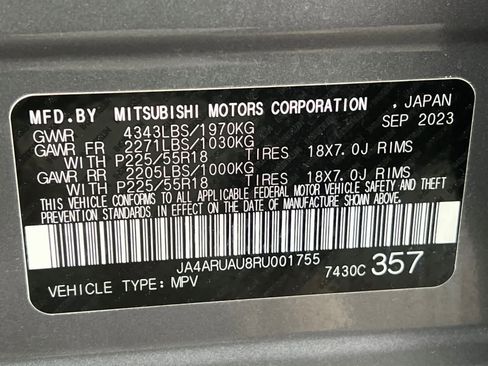 MFD.BY MITSUBISHI MOTORS CORPORATION , JAPAN
GVWR 4343LBS/1970KG SEP 2023
GAWR FR 2271LBS/1030KG
WITH P225/55R18 TIRES 18X7.0J RIMS
GAWR RR 2205LBS/1000KG
WITH P225/55R18 TIRES 18X7.0J RIMS
THIS VEHICLE CONFORMS TO ALL APPLICABLE FEDERAL MOTOR VEHICLE SAFETY AND THEFT
PREVENTION STANDARDS IN EFFECT ON THE DATE OF MANUFACTURE SHOWN ABOVE.
JA4ARUAU8RU001755
VEHICLE TYPE: MPV 7430C 357